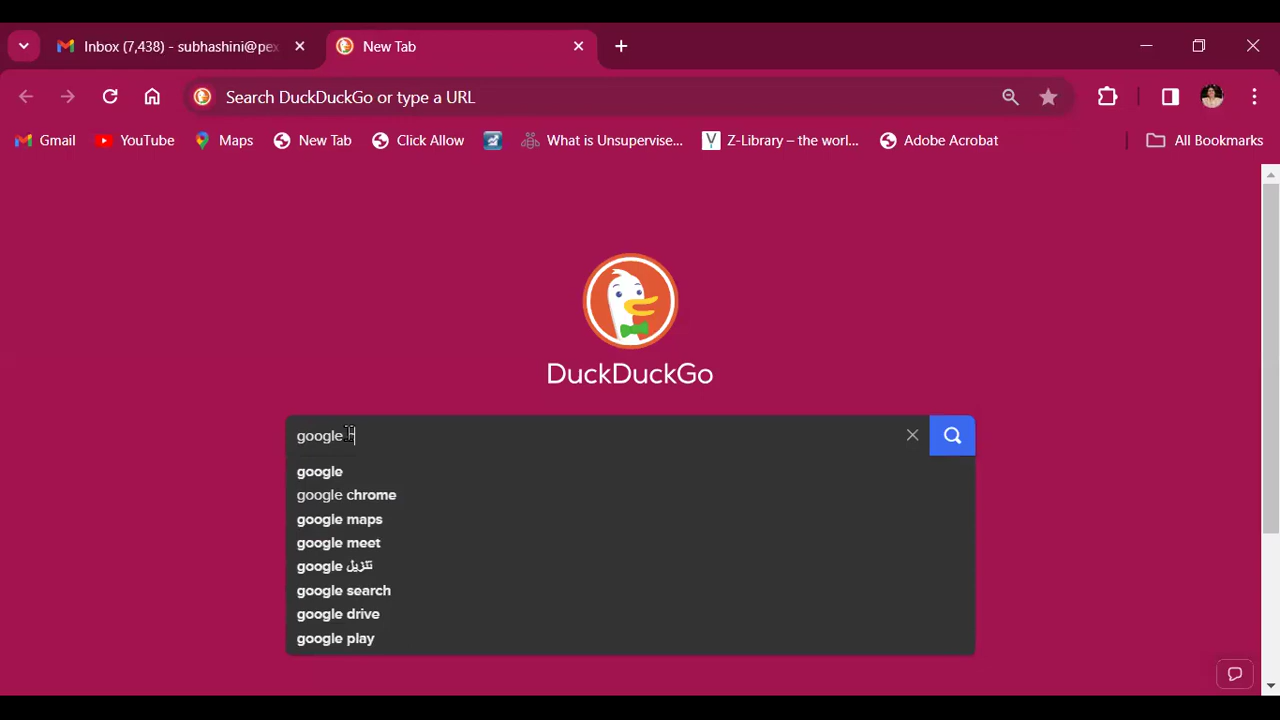 Inbox (7,438) - subhashini@pex
New Tab
Search DuckDuckGo or type a URL
Gmail
YouTube
Maps
New Tab
Click Allow
What is Unsupervise...
Z-Library – the worl...
Adobe Acrobat
All Bookmarks
DuckDuckGo
google
google
google chrome
google maps
google meet
google تنزيل
google search
google drive
google play